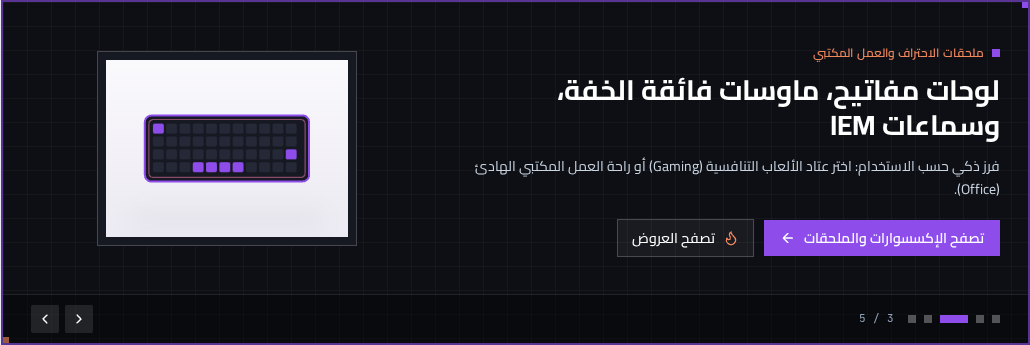 ملحقات الاحتراف والعمل المكتبي
لوحات مفاتيح، ماوسات فائقة الخفة،
وسماعات IEM
فرز ذكي حسب الاستخدام: اختر عتاد الألعاب التنافسية (Gaming) أو راحة العمل المكتبي الهادئ
(Office).
تصفح الإكسسوارات والملحقات
تصفح العروض
5 / 3